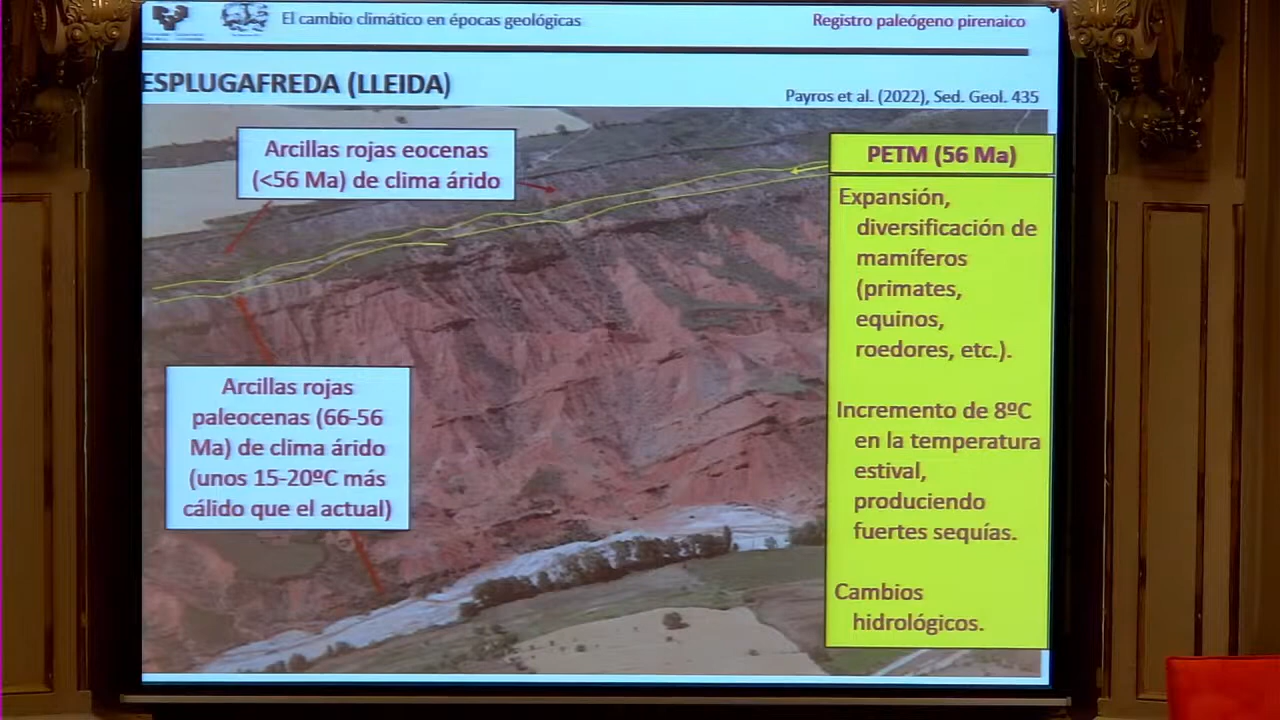 El cambio climático en épocas geológicas
Registro paleógeno pirenaico
ESPLUGAFREDA (LLEIDA)
Payros et al. (2022), Sed. Geol. 435
Arcillas rojas eocenas
(<56 Ma) de clima árido
PETM (56 Ma)
Expansión,
diversificación de
mamíferos
(primates,
equinos,
roedores, etc.).
Incremento de 8ºC
en la temperatura
estival,
produciendo
fuertes sequías.
Cambios
hidrológicos.
Arcillas rojas
paleocenas (66-56
Ma) de clima árido
(unos 15-20ºC más
cálido que el actual)